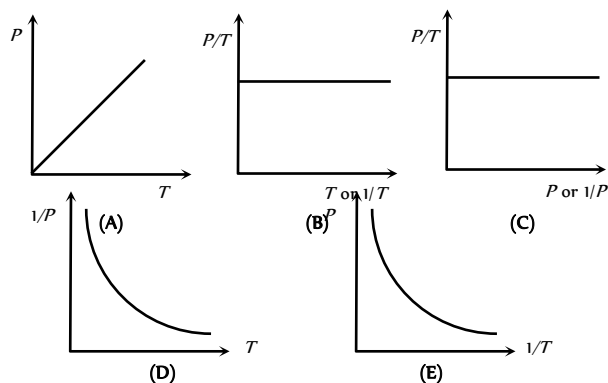 P
T
(A)
P/T
T or 1/T
(B)
P/T
P or 1/P
(C)
1/P
T
(D)
P
1/T
(E)